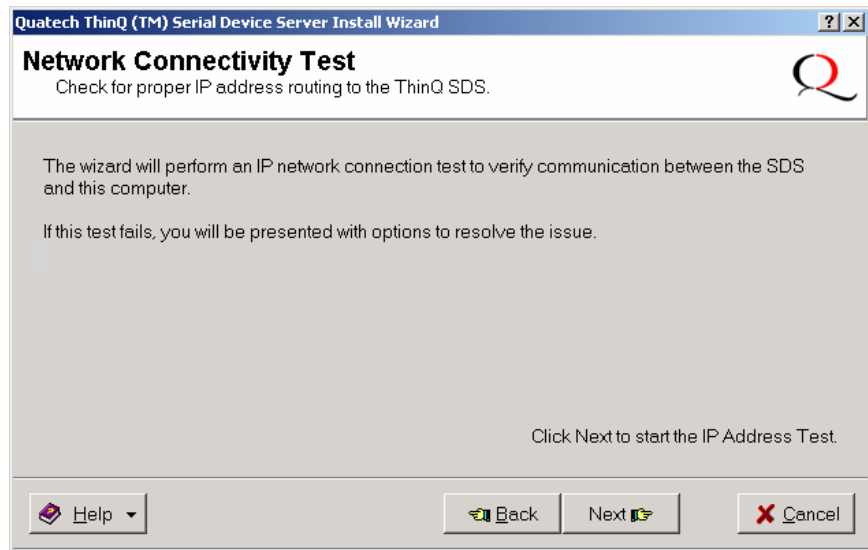 Quatech ThinQ (TM) Serial Device Server Install Wizard
Network Connectivity Test
Check for proper IP address routing to the ThinQ SDS.
The wizard will perform an IP network connection test to verify communication between the SDS
and this computer.
If this test fails, you will be presented with options to resolve the issue.
Click Next to start the IP Address Test.
Help
Back
Next
Cancel